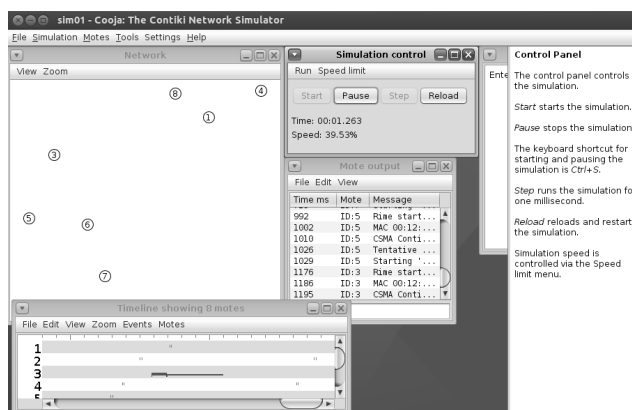 sim01 - Cooja: The Contiki Network Simulator
File Simulation Motes Tools Settings Help
Network
View Zoom
8
4
1
3
5
6
7
Simulation control
Run Speed limit
Start Pause Step Reload
Time: 00:01.263
Speed: 39.53%
Mote output
File Edit View
Time ms Mote Message
992 ID:5 Rime start...
1002 ID:5 MAC 00:12:...
1010 ID:5 CSMA Conti...
1026 ID:5 Tentative ...
1029 ID:5 Starting '...
1176 ID:3 Rime start...
1186 ID:3 MAC 00:12:...
1195 ID:3 CSMA Conti...
Timeline showing 8 motes
File Edit View Zoom Events Motes
1
2
3
4
Ente
Control Panel
The control panel controls
the simulation.
Start starts the simulation.
Pause stops the simulation
The keyboard shortcut for
starting and pausing the
simulation is Ctrl+S.
Step runs the simulation fo
one millisecond.
Reload reloads and restart
the simulation.
Simulation speed is
controlled via the Speed
limit menu.